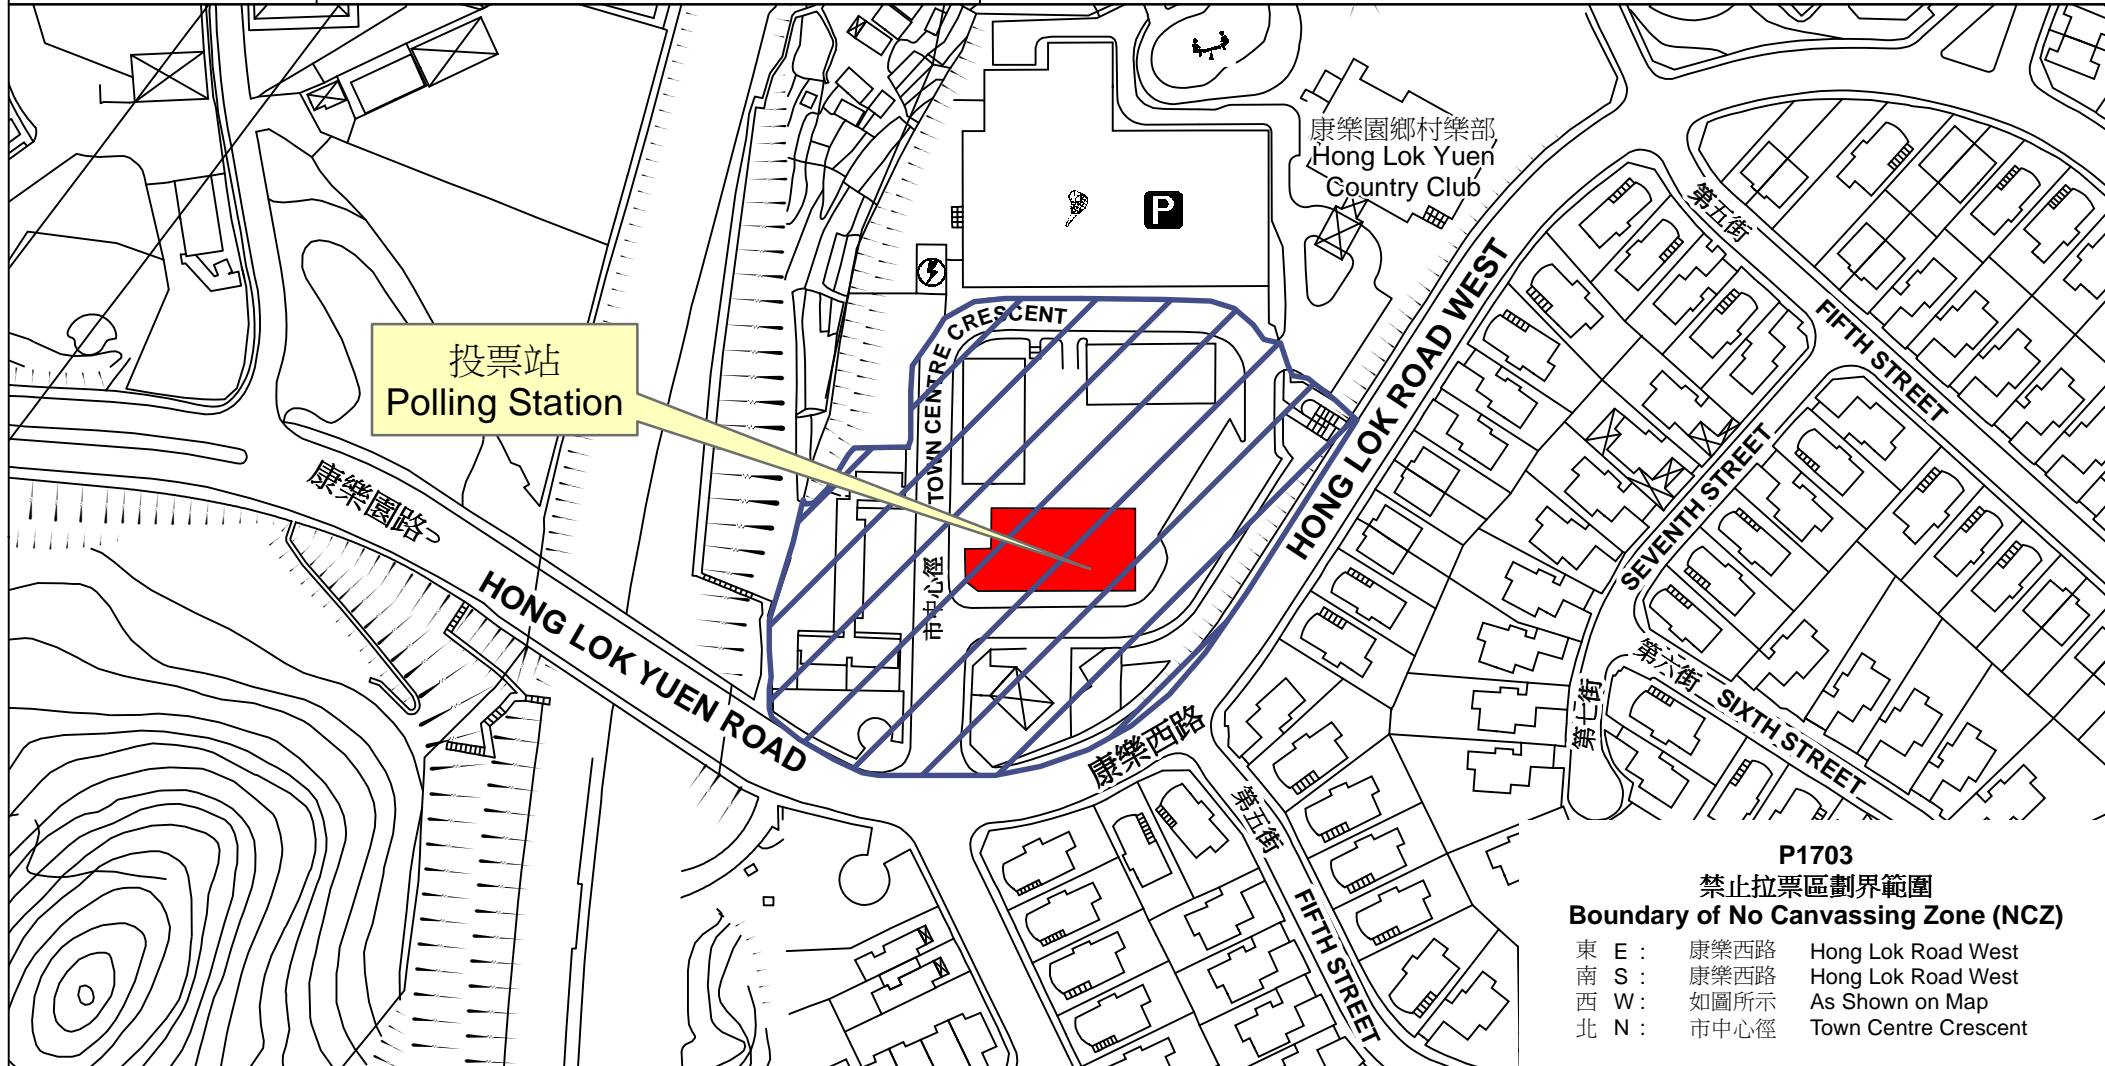 康樂園鄉村樂部
Hong Lok Yuen
Country Club
P
第五街
FIFTH STREET
HONG LOK ROAD WEST
TOWN CENTRE CRESCENT
投票站
Polling Station
SEVENTH STREET
康樂園路
HONG LOK YUEN ROAD
市中心徑
第六街
SIXTH STREET
第七街
康樂西路
第五街
FIFTH STREET
P1703
禁止拉票區劃界範圍
Boundary of No Canvassing Zone (NCZ)
東 E : 康樂西路 Hong Lok Road West
南 S : 康樂西路 Hong Lok Road West
西 W : 如圖所示 As Shown on Map
北 N : 市中心徑 Town Centre Crescent